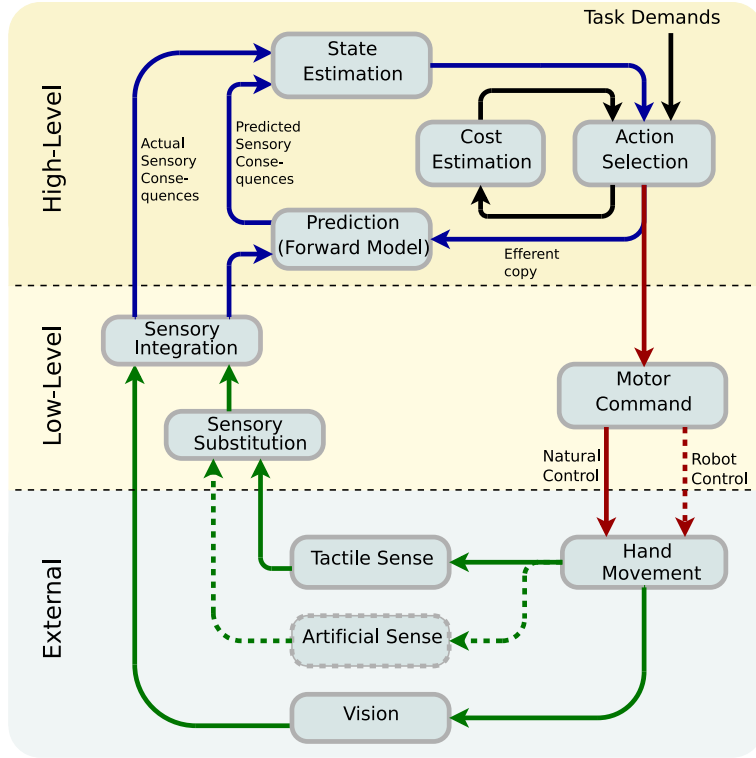 Task Demands
High-Level
State
Estimation
Actual
Sensory
Conse-
quences
Predicted
Sensory
Conse-
quences
Cost
Estimation
Action
Selection
Prediction
(Forward Model)
Efferent
copy
Low-Level
Sensory
Integration
Motor
Command
Sensory
Substitution
Natural
Control
Robot
Control
External
Tactile Sense
Hand
Movement
Artificial Sense
Vision